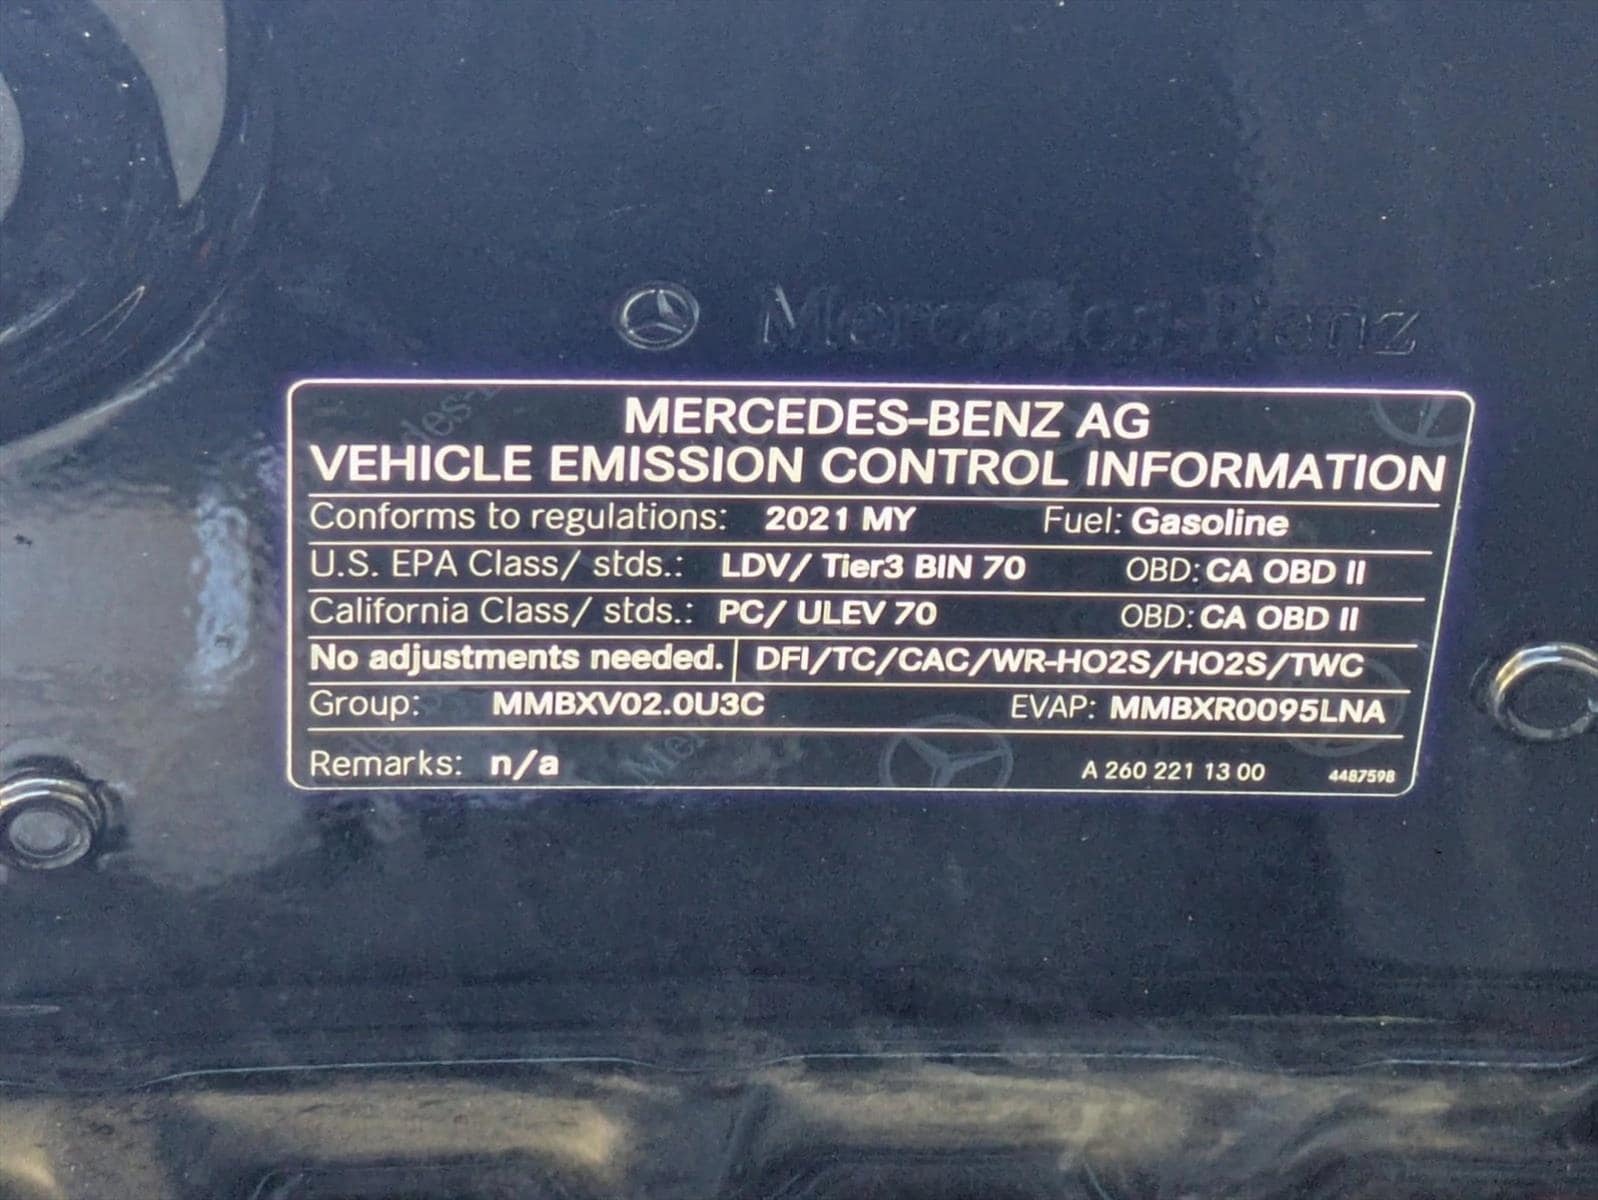 Mercedes-Benz
MERCEDES-BENZ AG
VEHICLE EMISSION CONTROL INFORMATION
Conforms to regulations: 2021 MY Fuel: Gasoline
U.S. EPA Class/ stds.: LDV/ Tier3 BIN 70 OBD: CA OBD II
California Class/ stds.: PC/ ULEV 70 OBD: CA OBD II
No adjustments needed. DFI/TC/CAC/WR-HO2S/HO2S/TWC
Group: MMBXV02.0U3C EVAP: MMBXR0095LNA
Remarks: n/a A 260 221 13 00 4487598